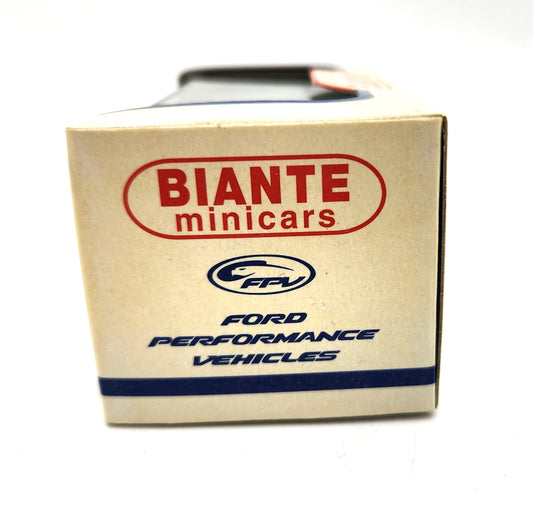 BIANTE
minicars
FPV
FORD
PERFORMANCE
VEHICLES